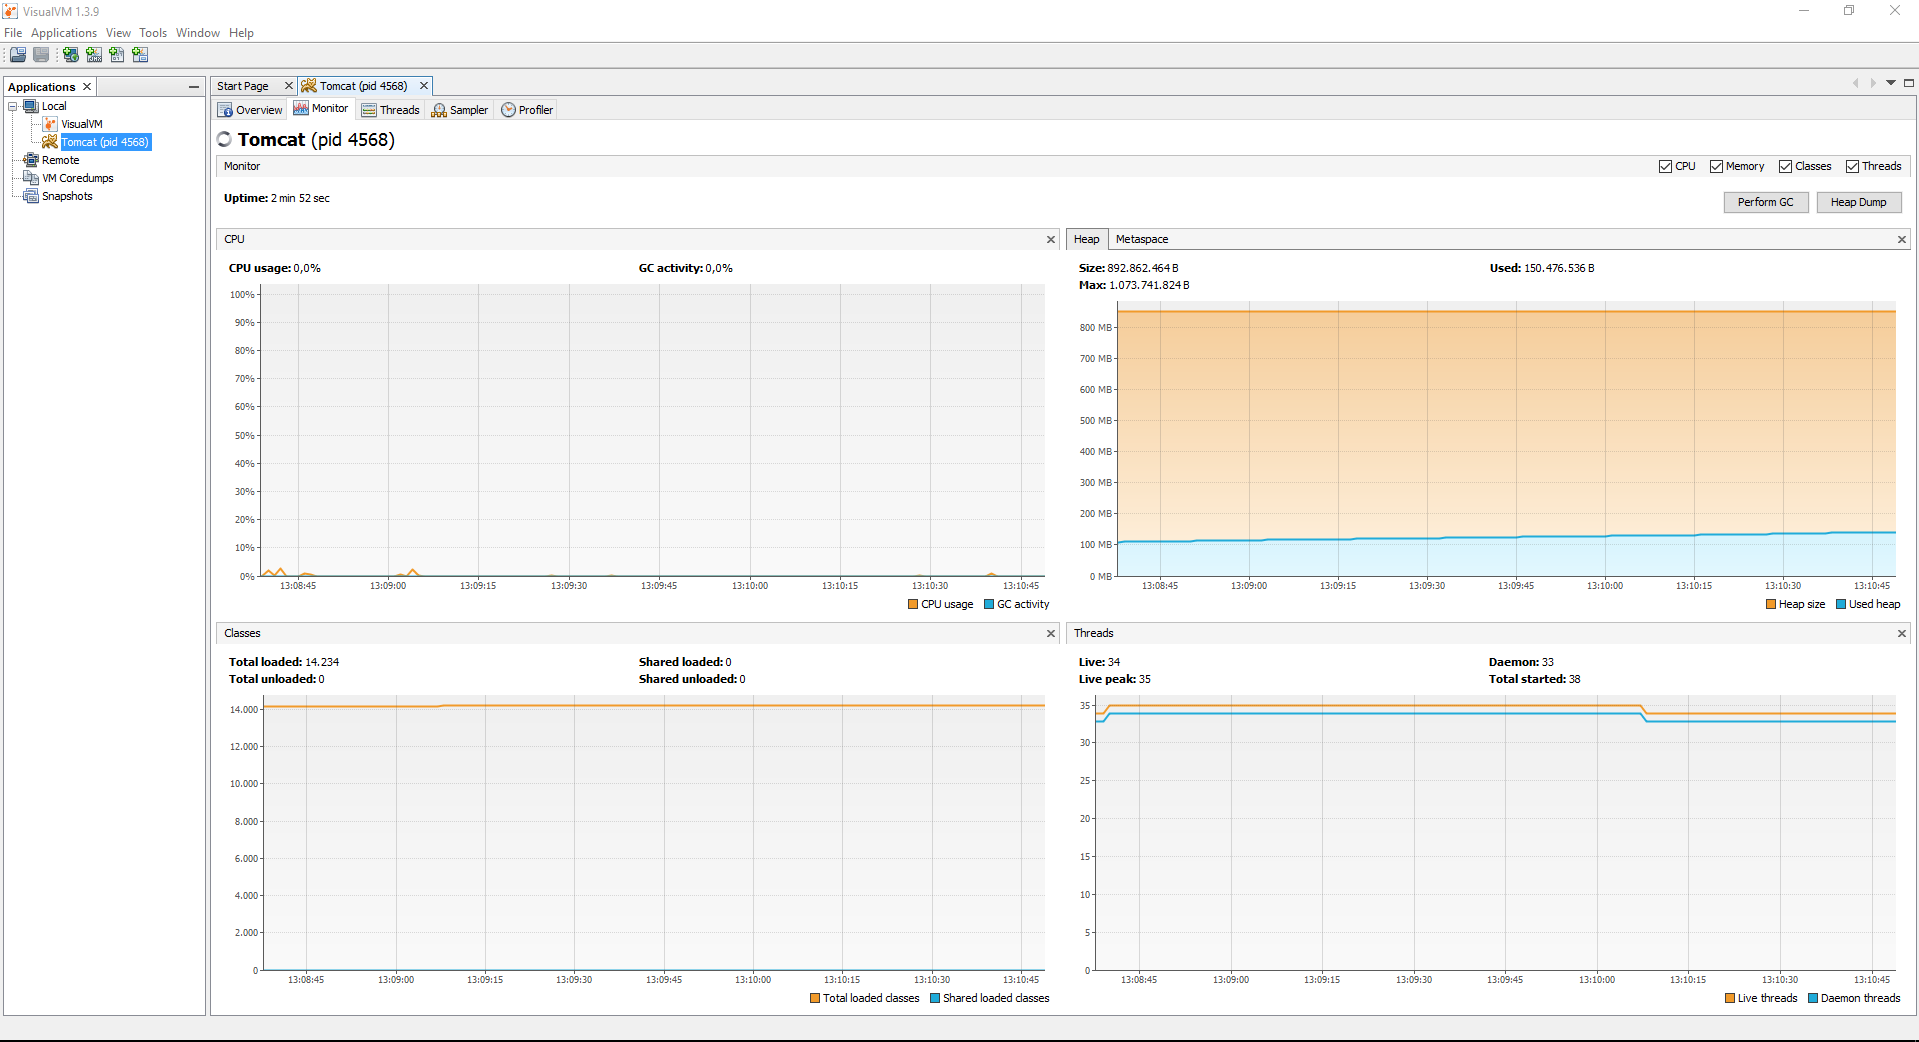 VisualVM 1.3.9
File Applications View Tools Window Help
Applications
Local
VisualVM
Tomcat (pid 4568)
Remote
VM Coredumps
Snapshots
Start Page
Tomcat (pid 4568)
Overview Monitor Threads Sampler Profiler
Tomcat (pid 4568)
Monitor
CPU Memory Classes Threads
Uptime: 2 min 52 sec
Perform GC Heap Dump
CPU
CPU usage: 0,0% GC activity: 0,0%
100%
90%
80%
70%
60%
50%
40%
30%
20%
10%
0%
13:08:45 13:09:00 13:09:15 13:09:30 13:09:45 13:10:00 13:10:15 13:10:30 13:10:45
CPU usage GC activity
Heap Metaspace
Size: 892.862.464 B Used: 150.476.536 B
Max: 1.073.741.824 B
800 MB
700 MB
600 MB
500 MB
400 MB
300 MB
200 MB
100 MB
0 MB
13:08:45 13:09:00 13:09:15 13:09:30 13:09:45 13:10:00 13:10:15 13:10:30 13:10:45
Heap size Used heap
Classes
Total loaded: 14.234 Shared loaded: 0
Total unloaded: 0 Shared unloaded: 0
14.000
12.000
10.000
8.000
6.000
4.000
2.000
0
13:08:45 13:09:00 13:09:15 13:09:30 13:09:45 13:10:00 13:10:15 13:10:30 13:10:45
Total loaded classes Shared loaded classes
Threads
Live: 34 Daemon: 33
Live peak: 35 Total started: 38
35
30
25
20
15
10
5
0
13:08:45 13:09:00 13:09:15 13:09:30 13:09:45 13:10:00 13:10:15 13:10:30 13:10:45
Live threads Daemon threads